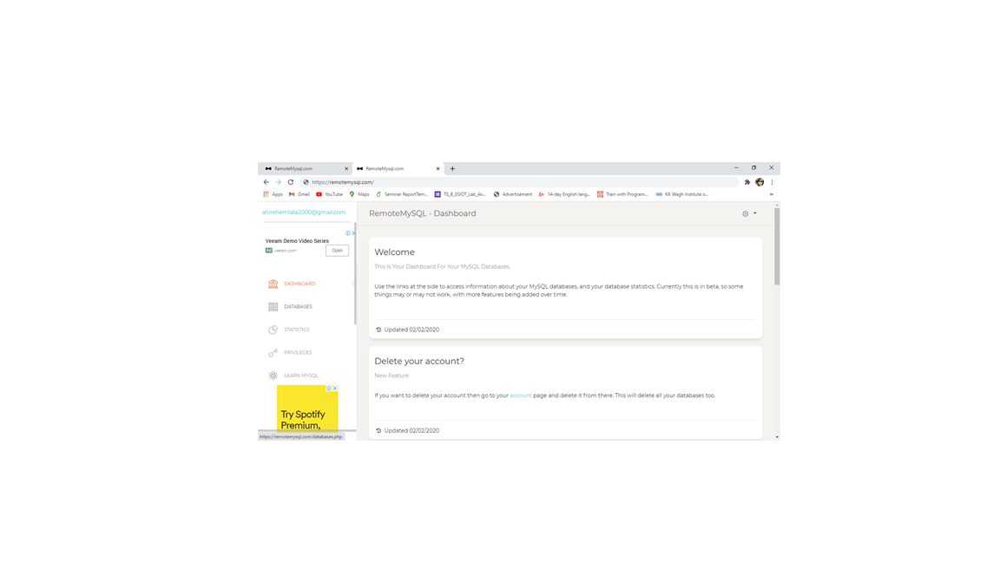 RemoteMysql.com
RemoteMysql.com
https://remotemysql.com/
Apps Gmail YouTube Maps Seminar ReportTem... TE_B_ESIOT_Lab_As... Advertisement 14-day English lang... Train with Program... KK Wagh Institute o... »
ahirehemlata2000@gmail.com
Veeam Demo Video Series
Ad veeam.com
Open
DASHBOARD
DATABASES
STATISTICS
PRIVILEGES
LEARN MYSQL
Try Spotify
Premium,
https://remotemysql.com/databases.php
RemoteMySQL - Dashboard
Welcome
This Is Your Dashboard For Your MySQL Databases.
Use the links at the side to access information about your MySQL databases, and your database statistics. Currently this is in beta, so some
things may or may not work, with more features being added over time.
Updated 02/02/2020
Delete your account?
New Feature
If you want to delete your account then go to your account page and delete it from there. This will delete all your databases too.
Updated 02/02/2020